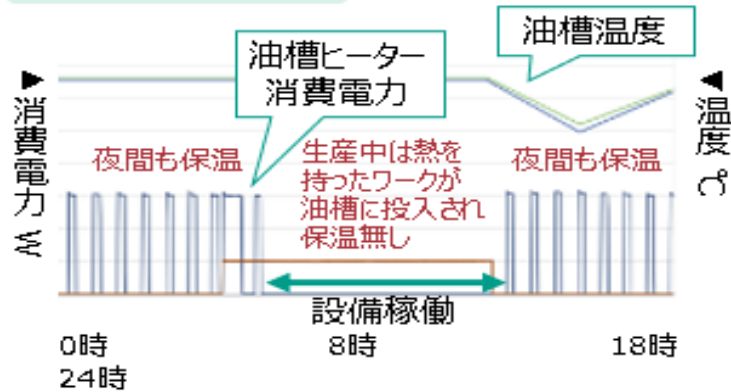 油槽ヒーター
消費電力
油槽温度
▶消費電力 W
◀温度 ℃
夜間も保温
生産中は熱を
持ったワークが
油槽に投入され
保温無し
夜間も保温
設備稼働
0時
8時
18時
24時